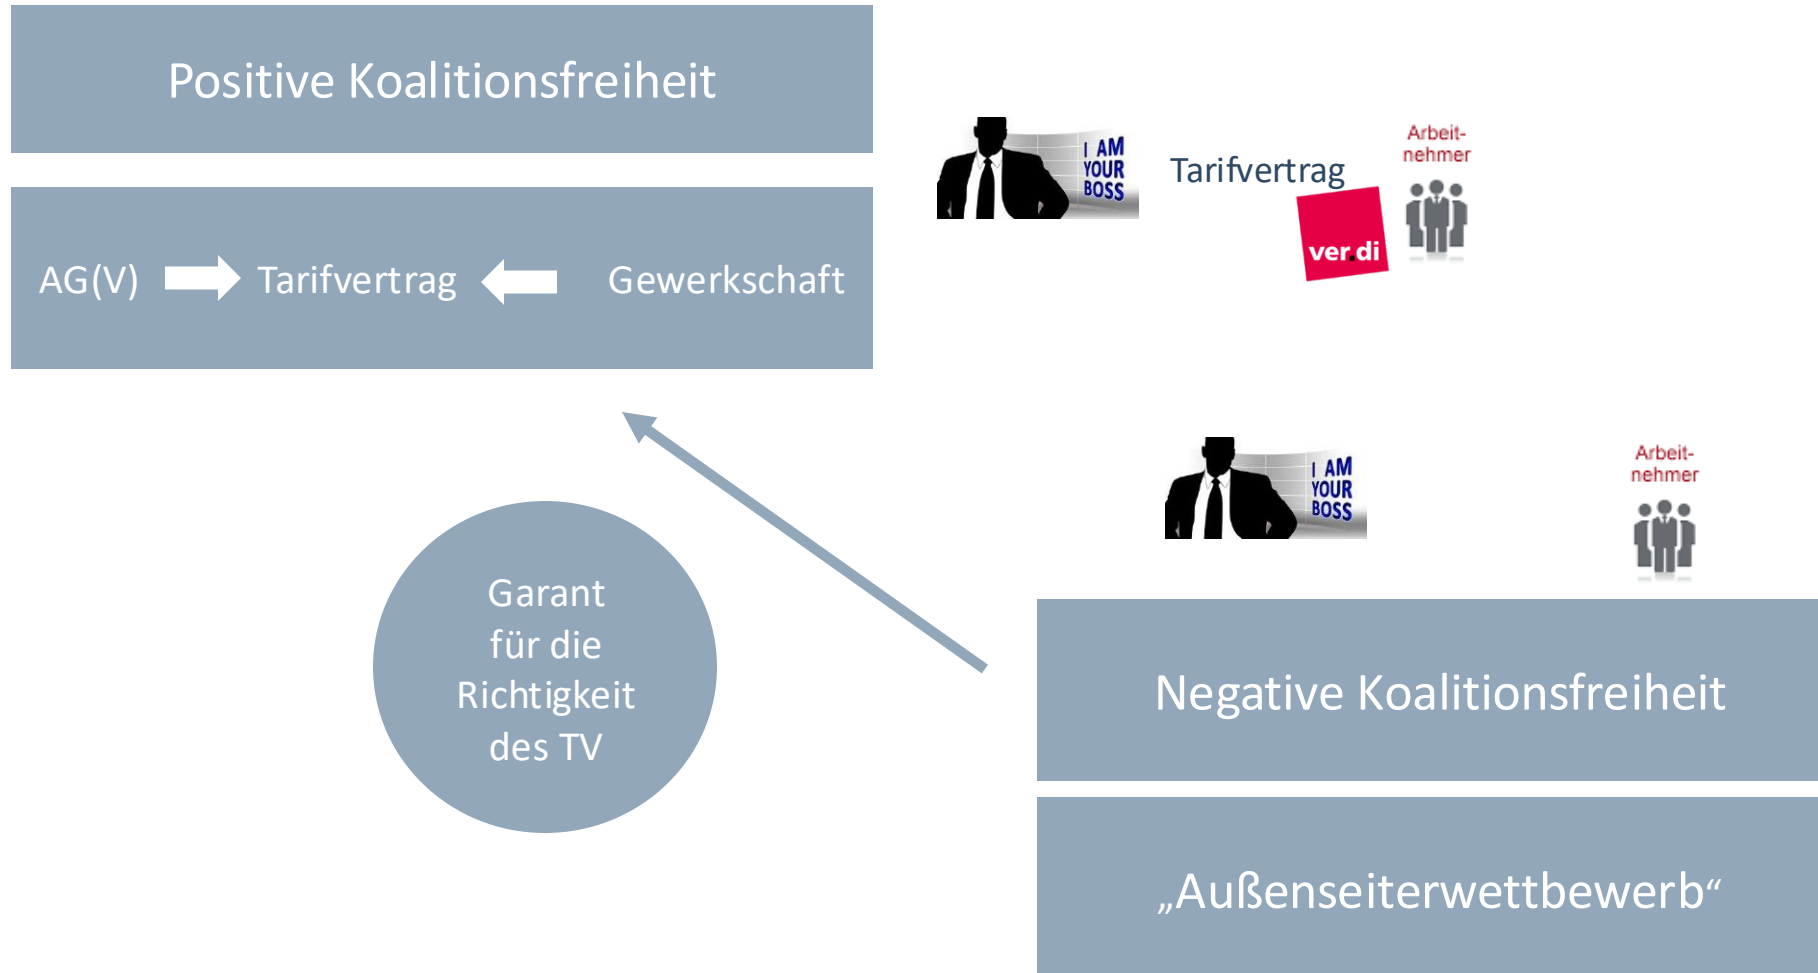 Positive Koalitionsfreiheit
AG(V)
Tarifvertrag
Gewerkschaft
I AM
YOUR
BOSS
Tarifvertrag
ver.di
Arbeit-
nehmer
I AM
YOUR
BOSS
Arbeit-
nehmer
Garant
für die
Richtigkeit
des TV
Negative Koalitionsfreiheit
„Außenseiterwettbewerb“